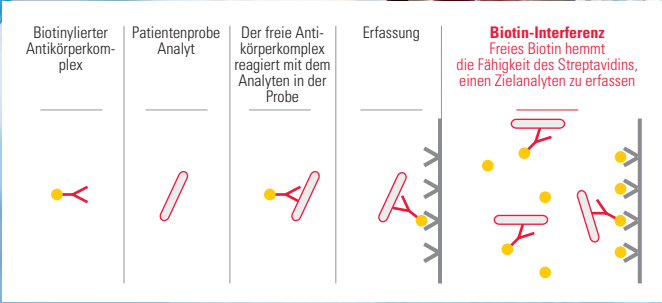 Biotinylierter
Antikörperkom-
plex
Patientenprobe
Analyt
Der freie Anti-
körperkomplex
reagiert mit dem
Analyten in der
Probe
Erfassung
Biotin-Interferenz
Freies Biotin hemmt
die Fähigkeit des Streptavidins,
einen Zielanalyten zu erfassen